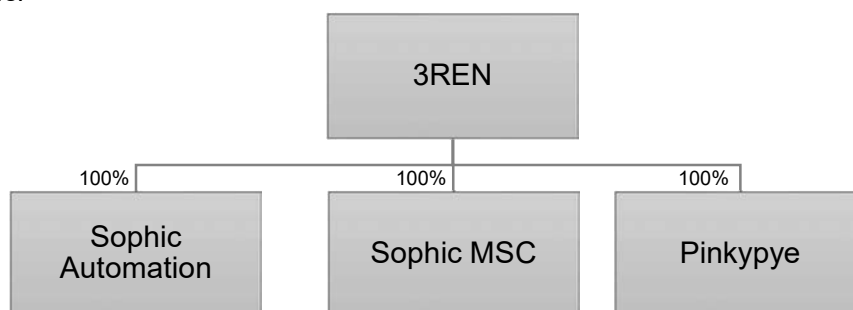 3REN
100%
100%
100%
Sophic
Automation
Sophic MSC
Pinkypye